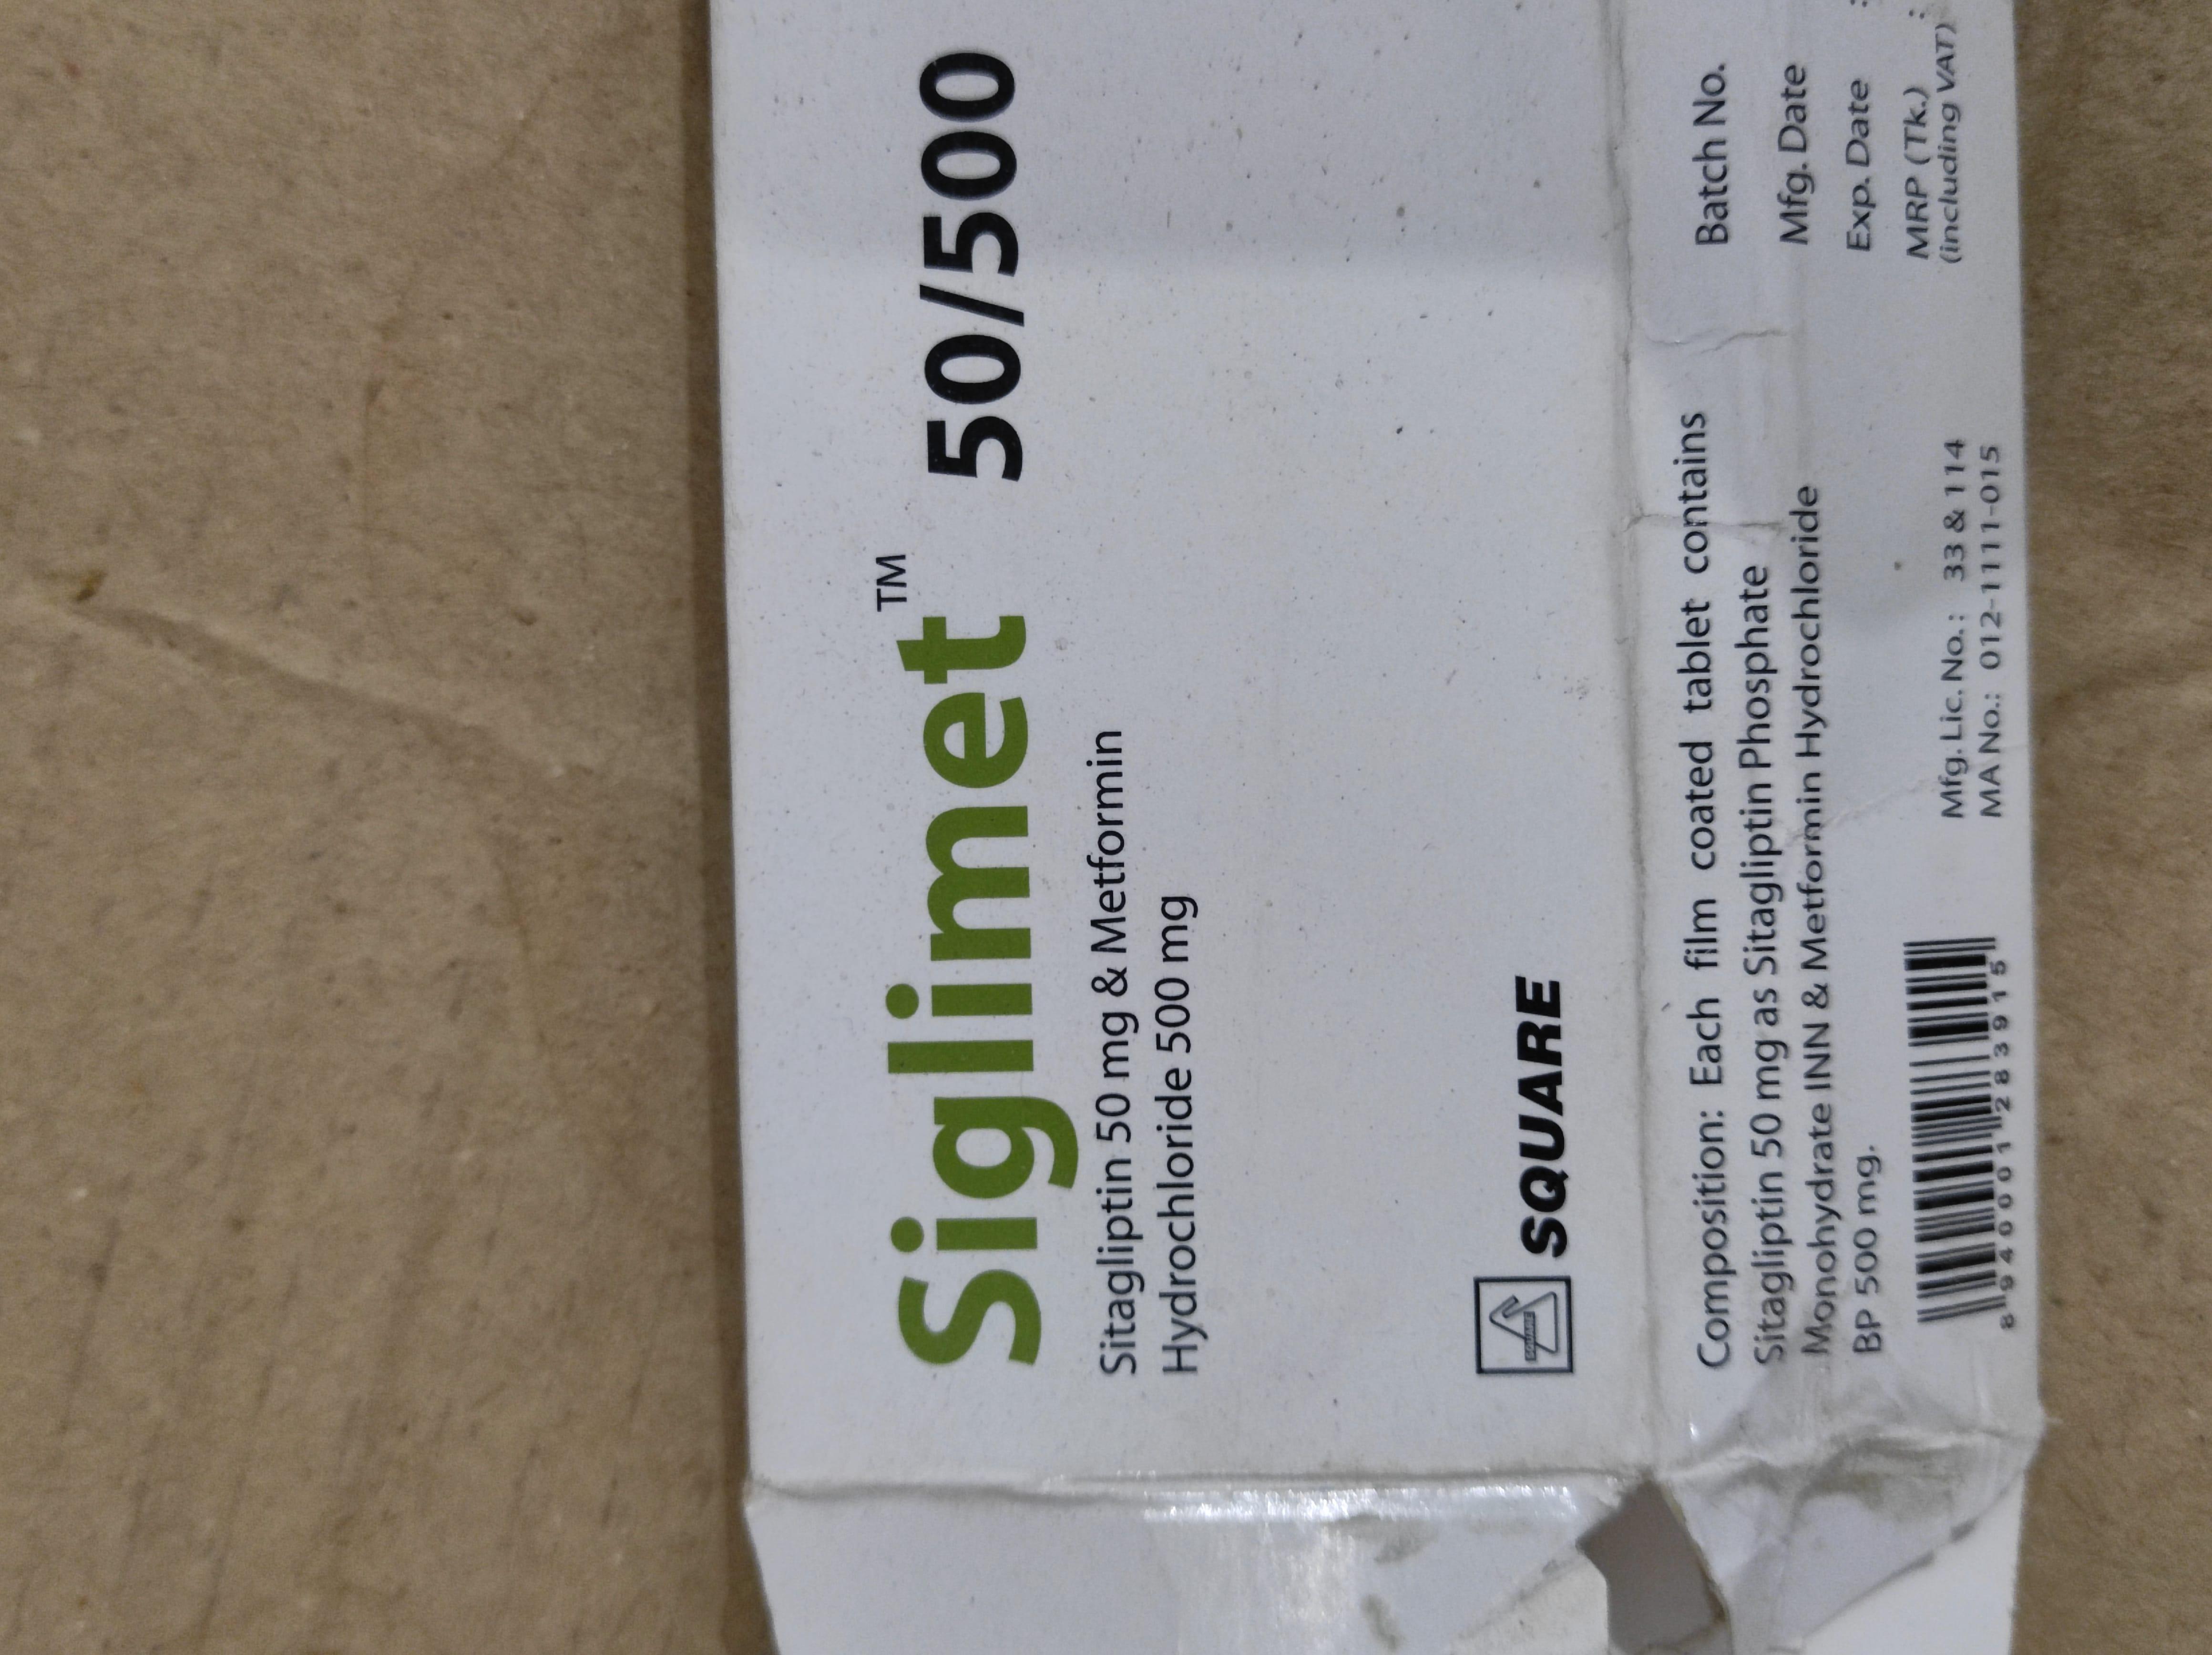 Siglimet™ 50/500
Sitagliptin 50 mg & Metformin
Hydrochloride 500 mg
SQUARE
SQUARE
Composition: Each film coated tablet contains
Sitagliptin 50 mg as Sitagliptin Phosphate
Monohydrate INN & Metformin Hydrochloride
BP 500 mg.
8 940001 283915
Mfg. Lic. No.: 33 & 114
MA No.: 012-1111-015
Batch No.
Mfg. Date
Exp. Date :
MRP (Tk.) :
(including VAT)